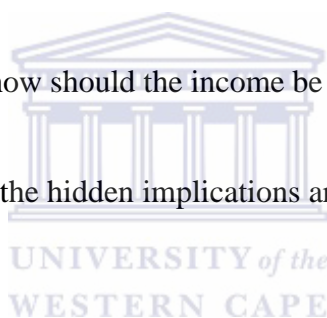 how should the income be
the hidden implications an
UNIVERSITY of the
WESTERN CAPE